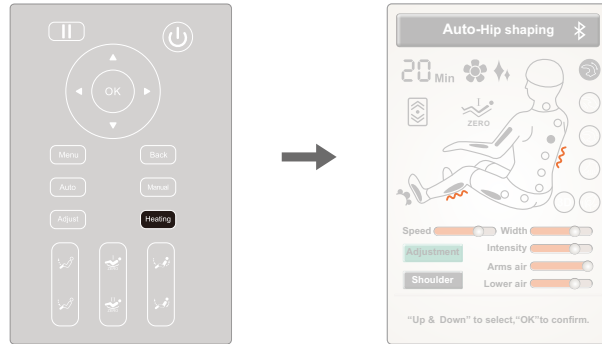 OK
Menu
Back
Auto
Manual
Adjust
Heating
Auto-Hip shaping
20 Min
ZERO
Speed
Width
Adjustment
Intensity
Arms air
Shoulder
Lower air
“Up & Down” to select,“OK”to confirm.